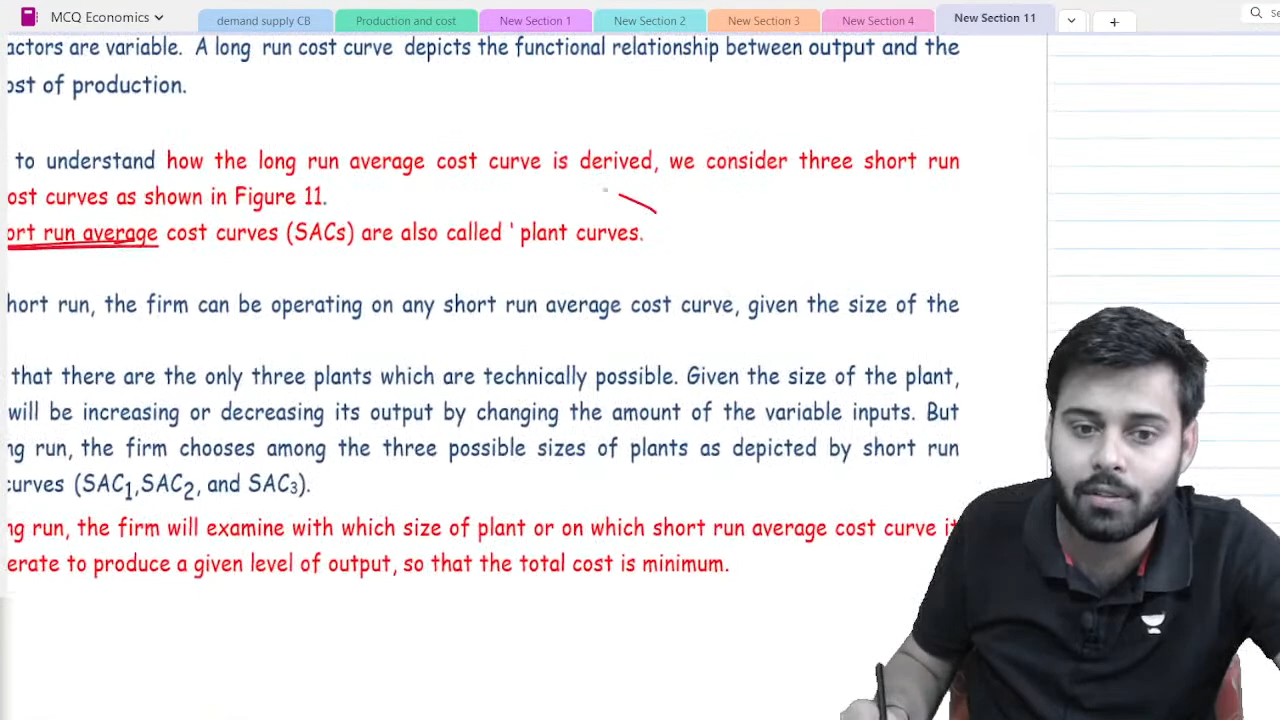 MCQ Economics
demand supply CB
Production and cost
New Section 1
New Section 2
New Section 3
New Section 4
New Section 11
actors are variable. A long run cost curve depicts the functional relationship between output and the
ost of production.
to understand how the long run average cost curve is derived, we consider three short run
ost curves as shown in Figure 11.
ort run average cost curves (SACs) are also called ' plant curves.
hort run, the firm can be operating on any short run average cost curve, given the size of the
that there are the only three plants which are technically possible. Given the size of the plant,
will be increasing or decreasing its output by changing the amount of the variable inputs. But
ng run, the firm chooses among the three possible sizes of plants as depicted by short run
curves (SAC1,SAC2, and SAC3).
ng run, the firm will examine with which size of plant or on which short run average cost curve it
erate to produce a given level of output, so that the total cost is minimum.